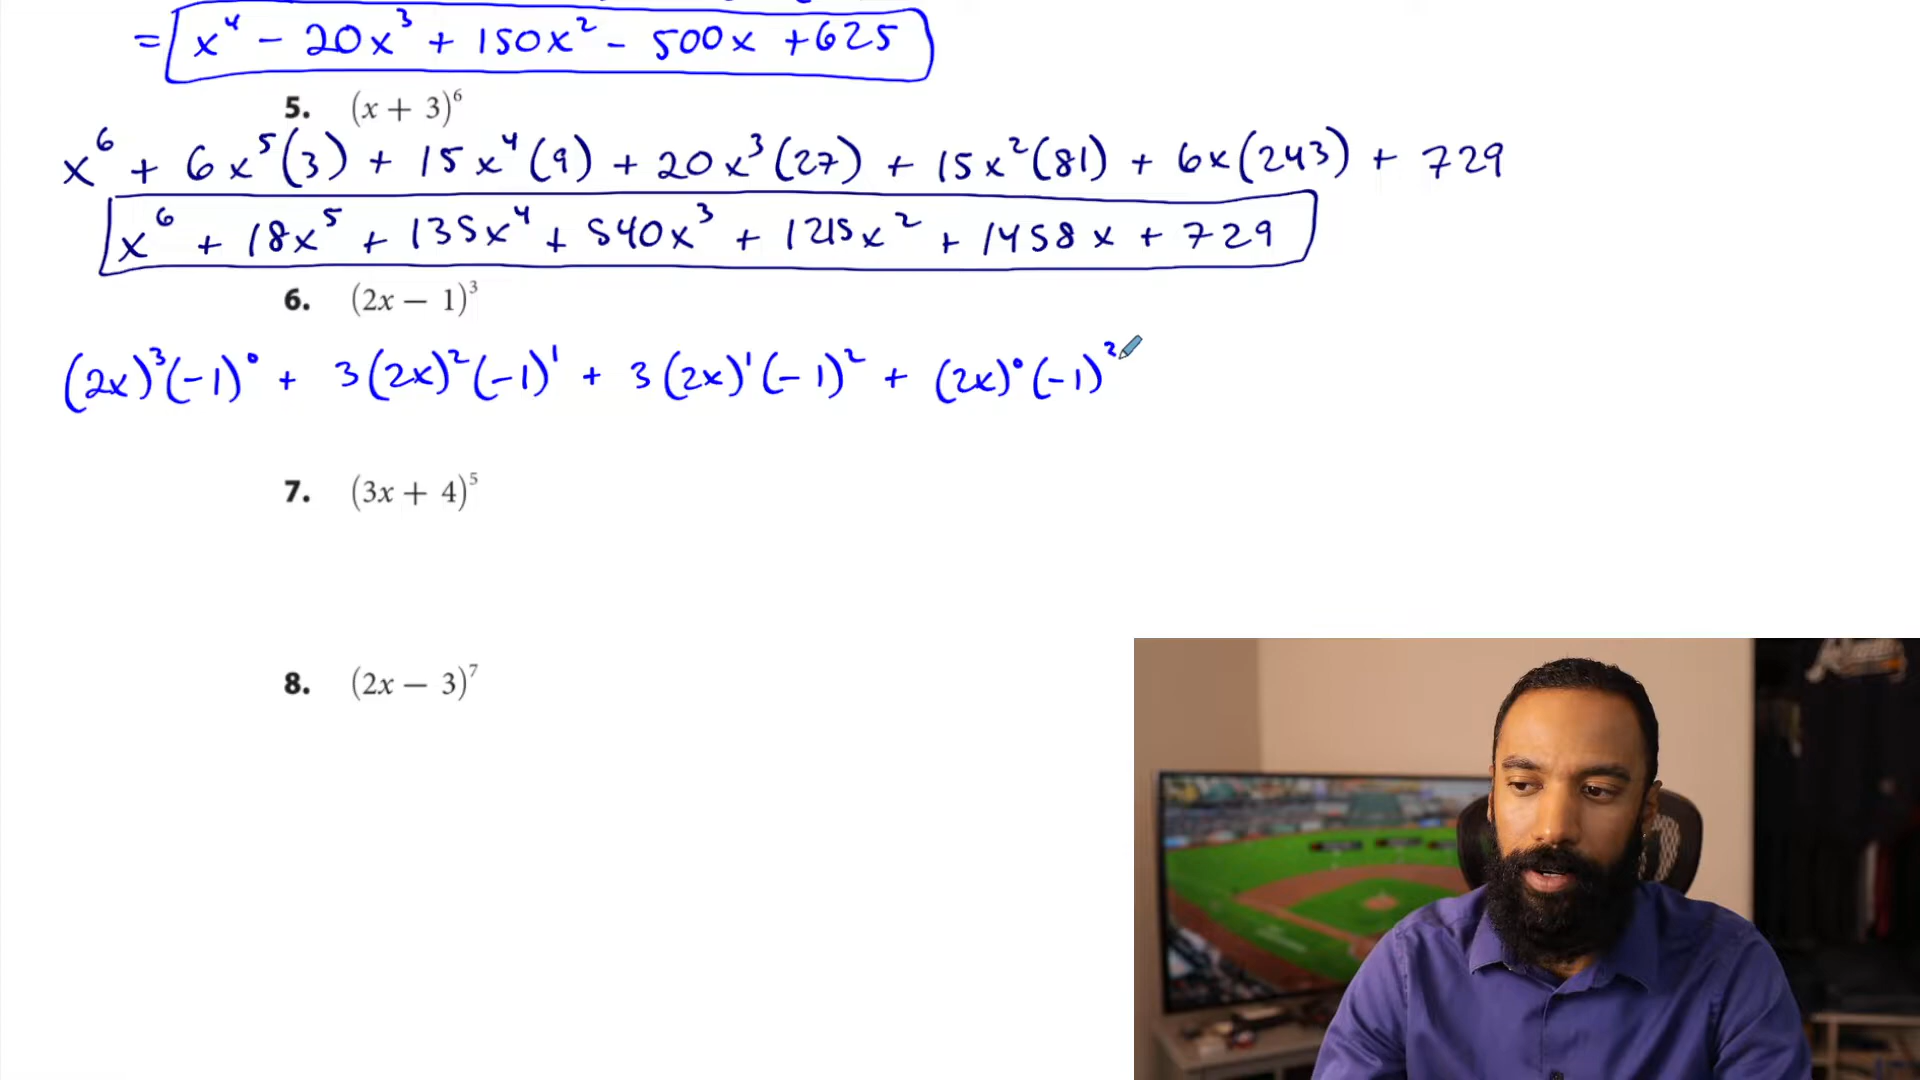 = x⁴ − 20x³ + 150x² − 500x + 625
5. (x + 3)⁶
x⁶ + 6x⁵(3) + 15x⁴(9) + 20x³(27) + 15x²(81) + 6x(243) + 729
x⁶ + 18x⁵ + 135x⁴ + 540x³ + 1215x² + 1458x + 729
6. (2x − 1)³
(2x)³(−1)⁰ + 3(2x)²(−1)¹ + 3(2x)¹(−1)² + (2x)⁰(−1)³
7. (3x + 4)⁵
8. (2x − 3)⁷